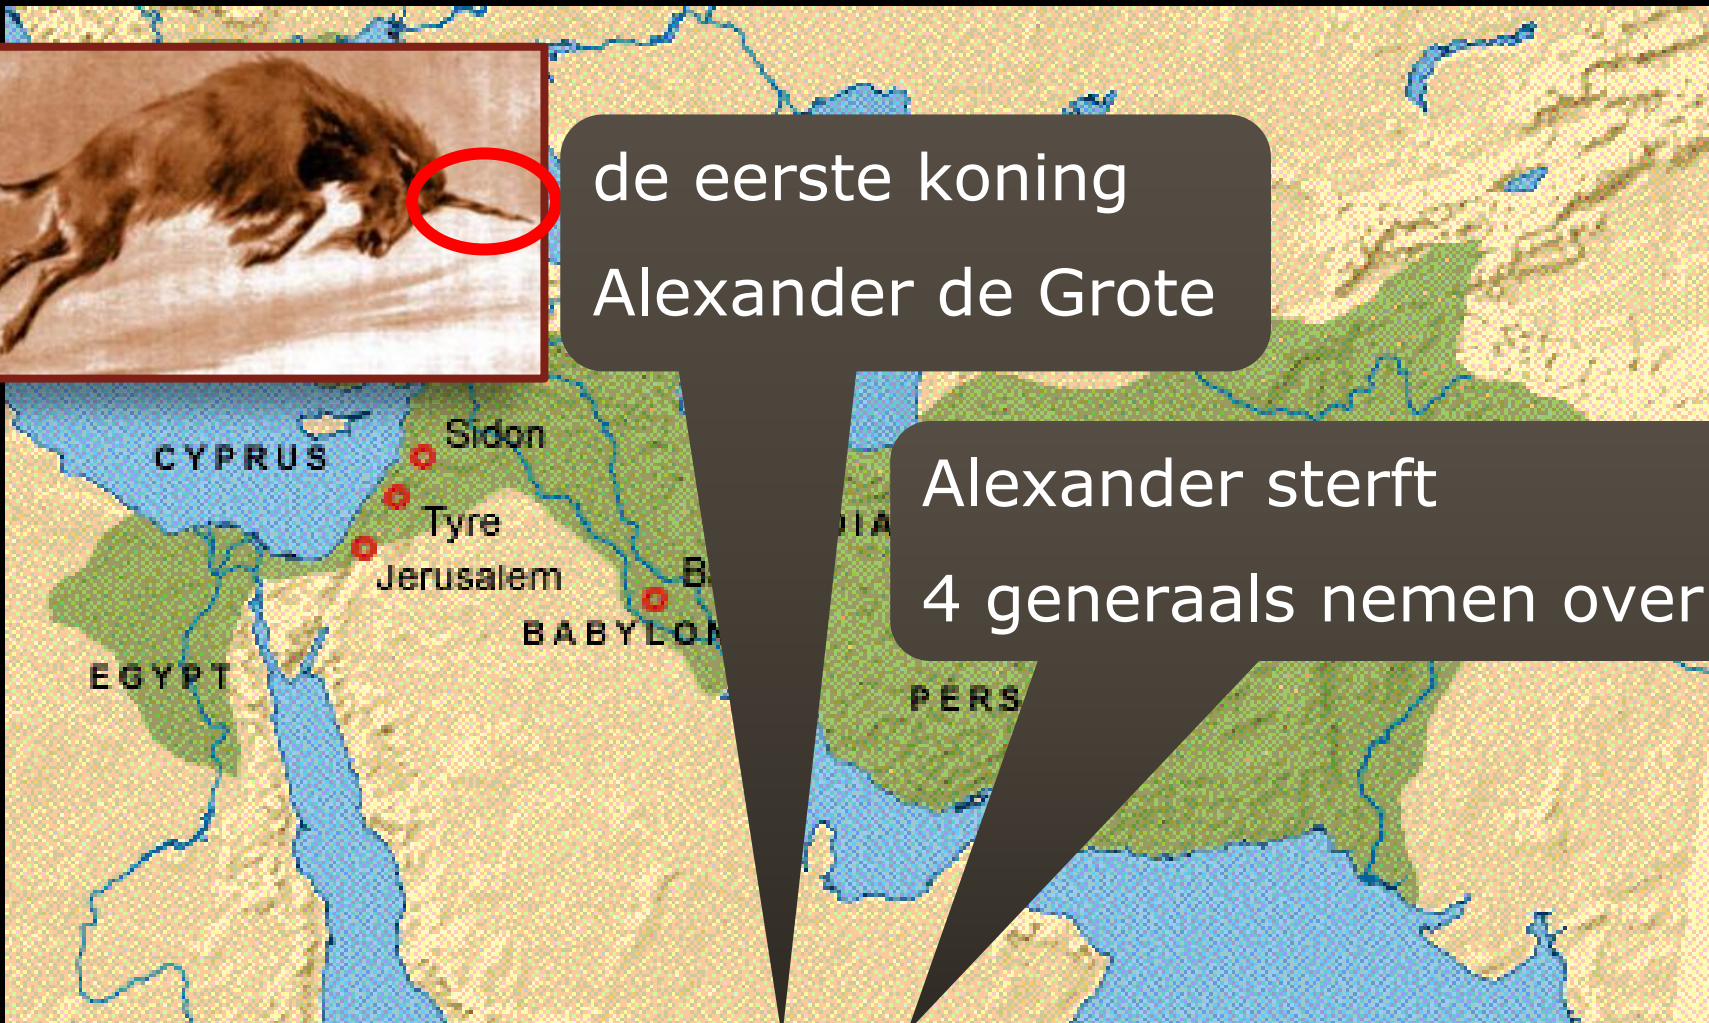 de eerste koning
Alexander de Grote
Sidon
CYPRUS
Alexander sterft
Tyre
Jerusalem
4 generaals nemen over
EGYPT